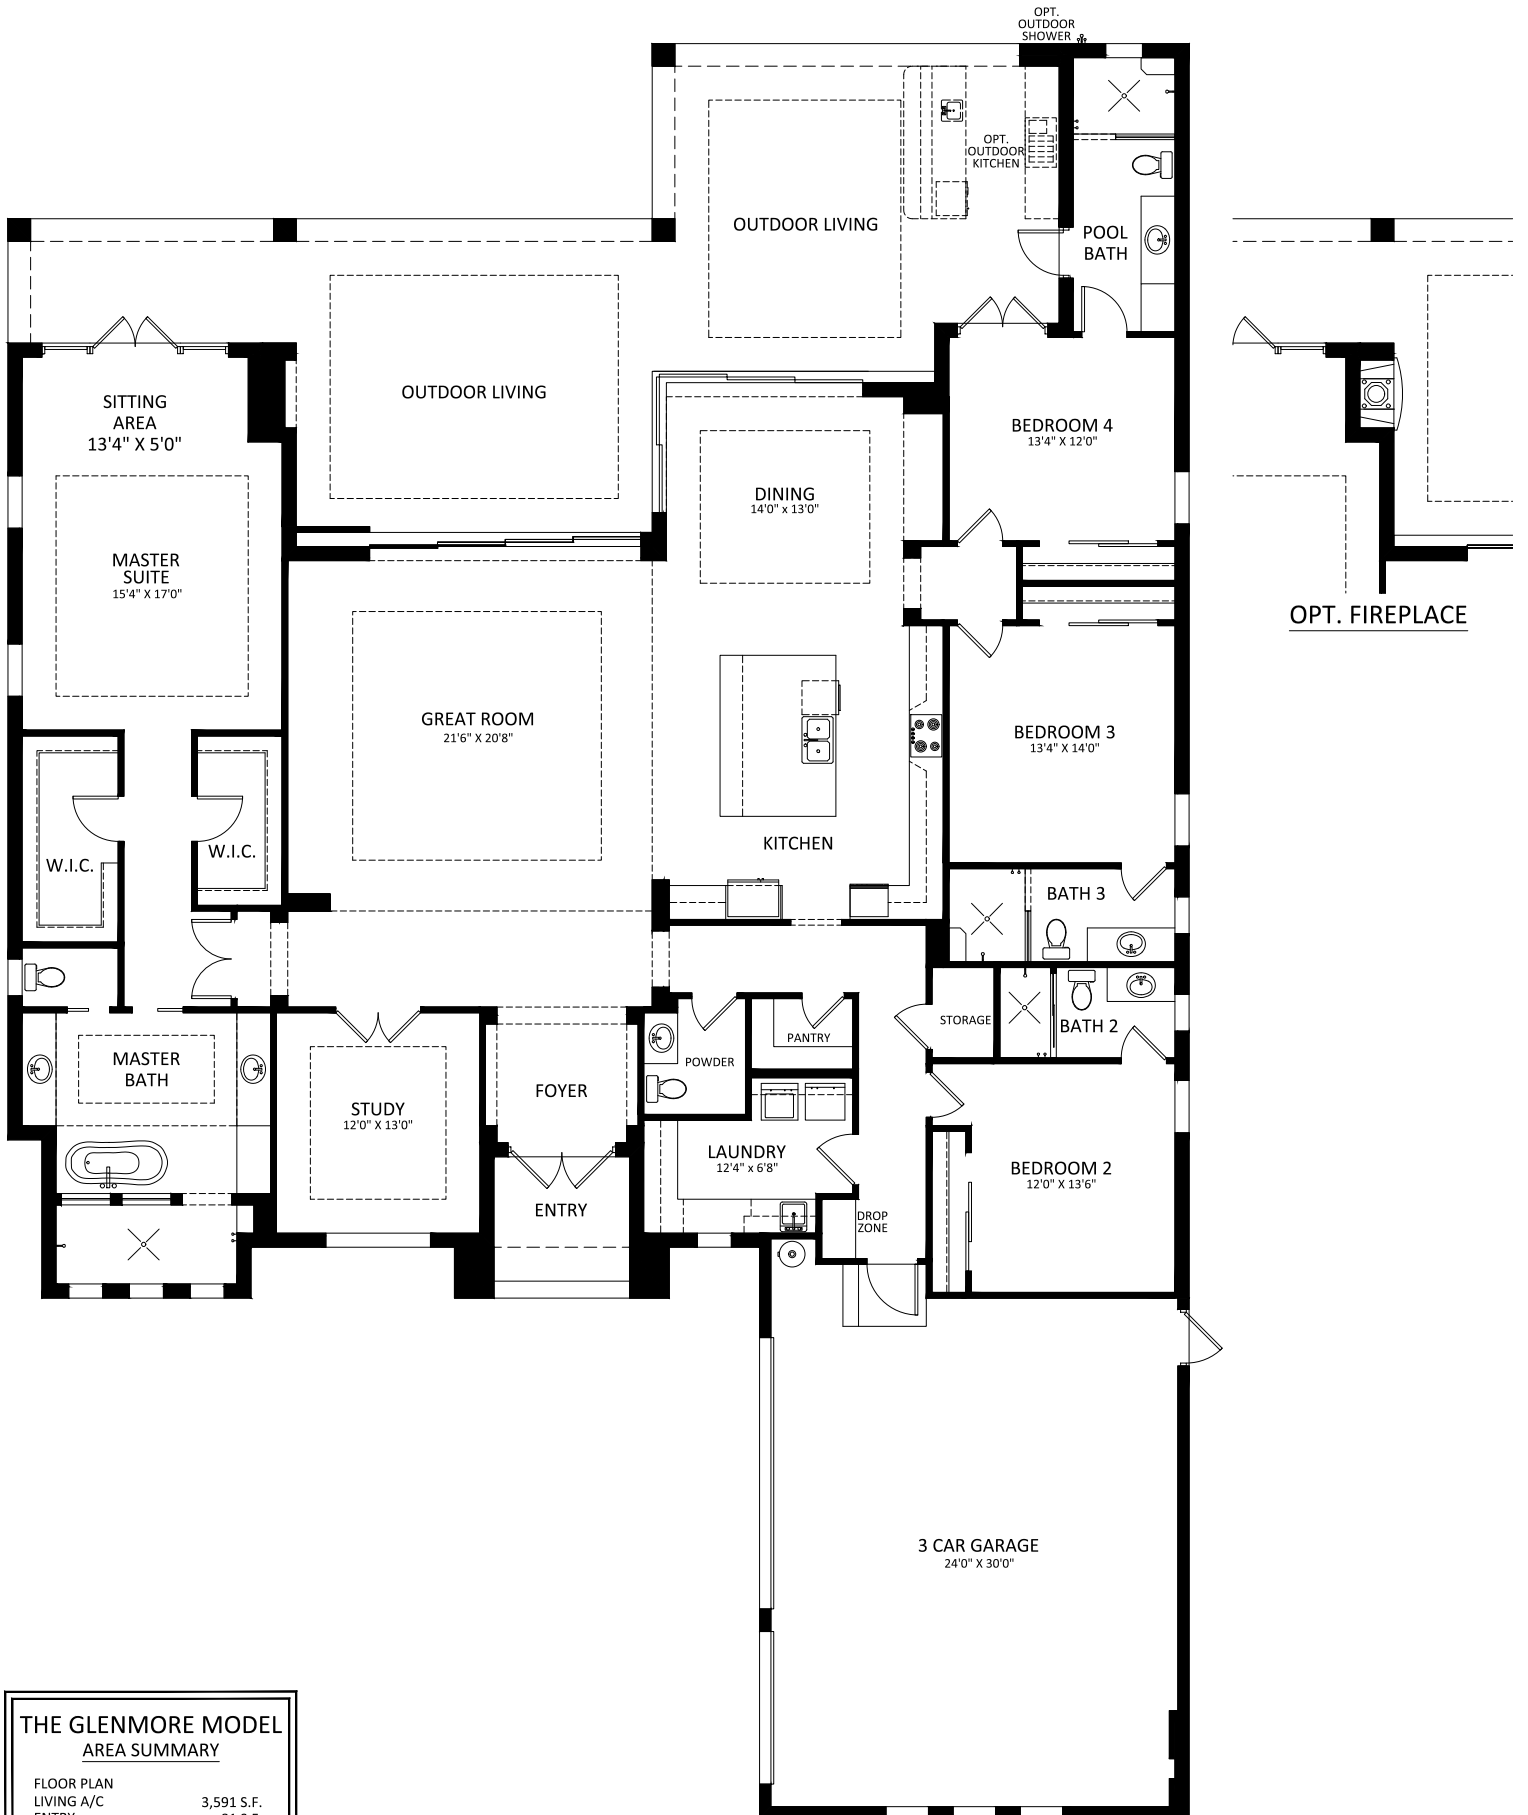 OPT.
OUTDOOR
SHOWER
OPT.
OUTDOOR
KITCHEN
OUTDOOR LIVING
POOL
BATH
OUTDOOR LIVING
SITTING
AREA
13'4" X 5'0"
BEDROOM 4
13'4" X 12'0"
DINING
14'0" x 13'0"
MASTER
SUITE
15'4" X 17'0"
OPT. FIREPLACE
GREAT ROOM
21'6" X 20'8"
BEDROOM 3
13'4" X 14'0"
KITCHEN
W.I.C.
W.I.C.
BATH 3
STORAGE
BATH 2
PANTRY
POWDER
MASTER
BATH
FOYER
STUDY
12'0" X 13'0"
LAUNDRY
12'4" x 6'8"
BEDROOM 2
12'0" X 13'6"
ENTRY
DROP
ZONE
3 CAR GARAGE
24'0" X 30'0"
THE GLENMORE MODEL
AREA SUMMARY
FLOOR PLAN
LIVING A/C 3,591 S.F.